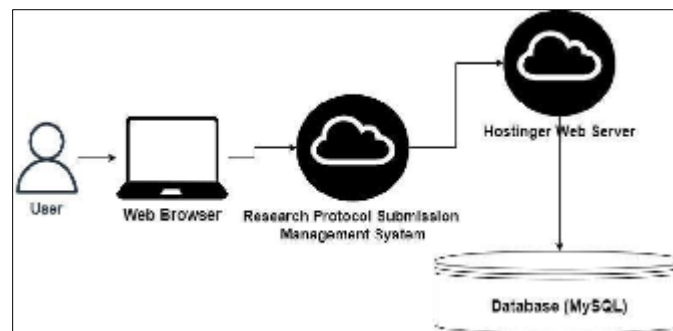 Hostinger Web Server
User
Web Browser
Research Protocol Submission
Management System
Database (MySQL)